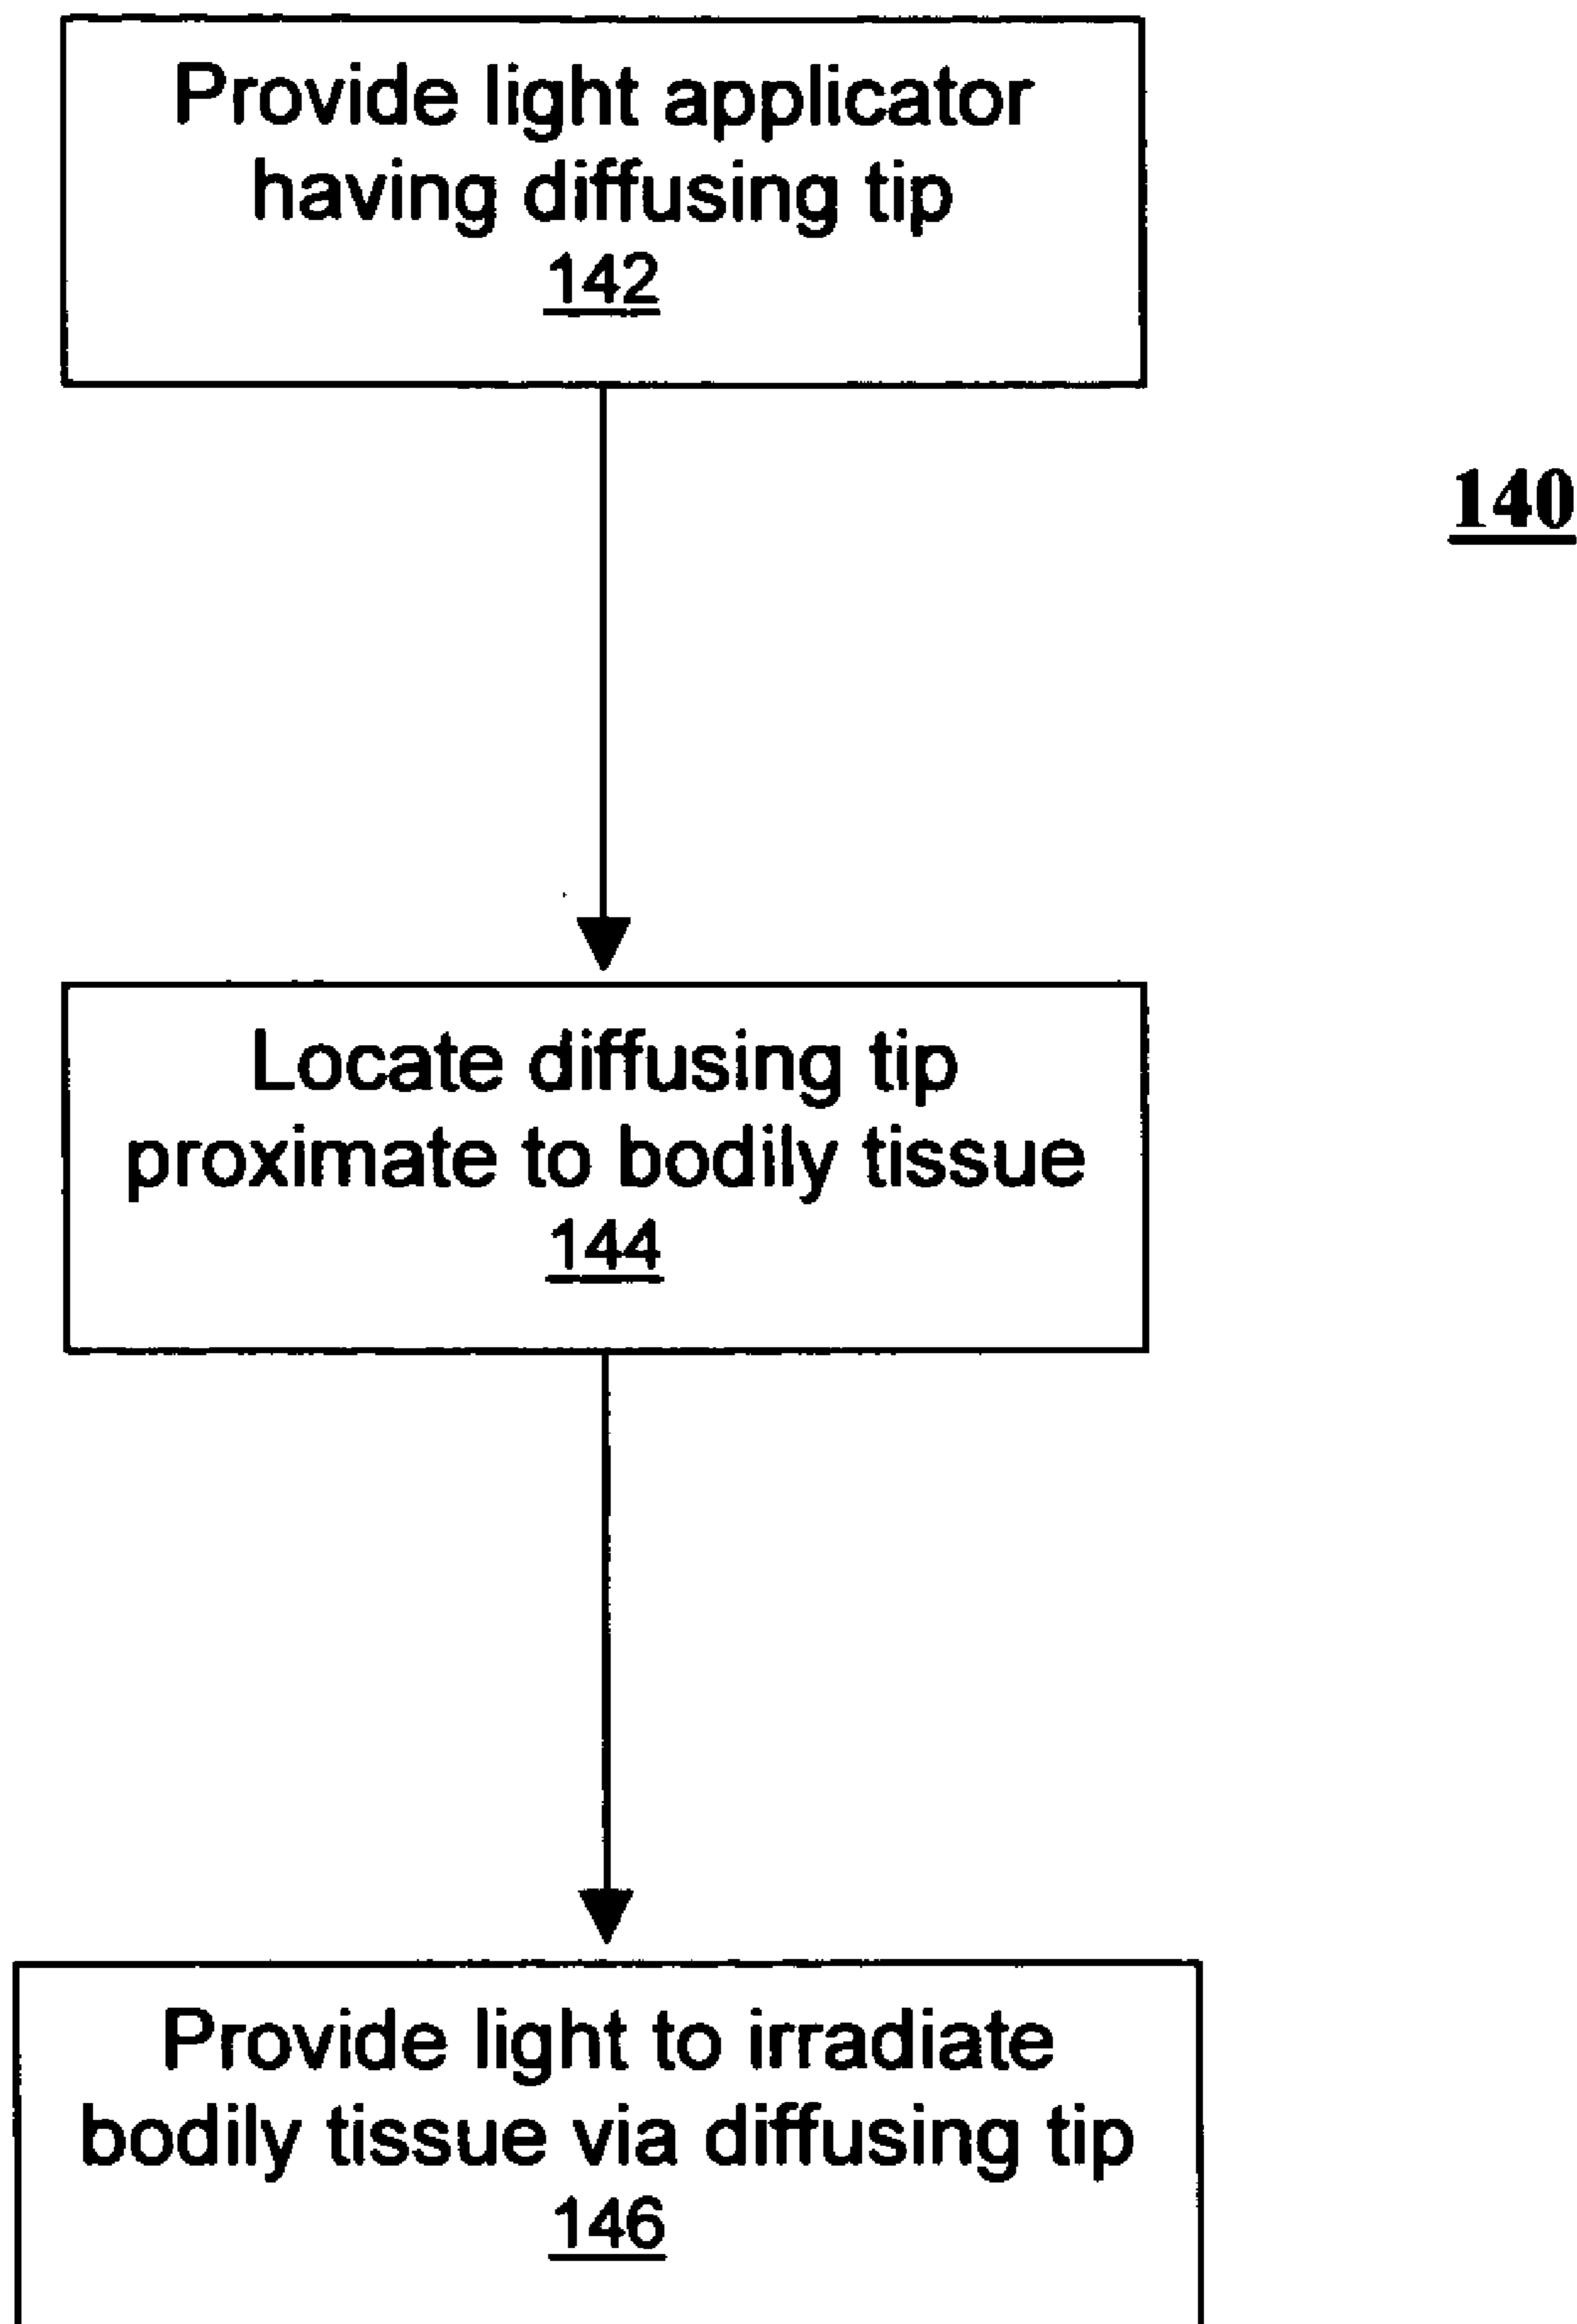 Provide light applicator
having diffusing tip
142
140
Locate diffusing tip
proximate to bodily tissue
144
Provide light to irradiate
bodily tissue via diffusing tip
146